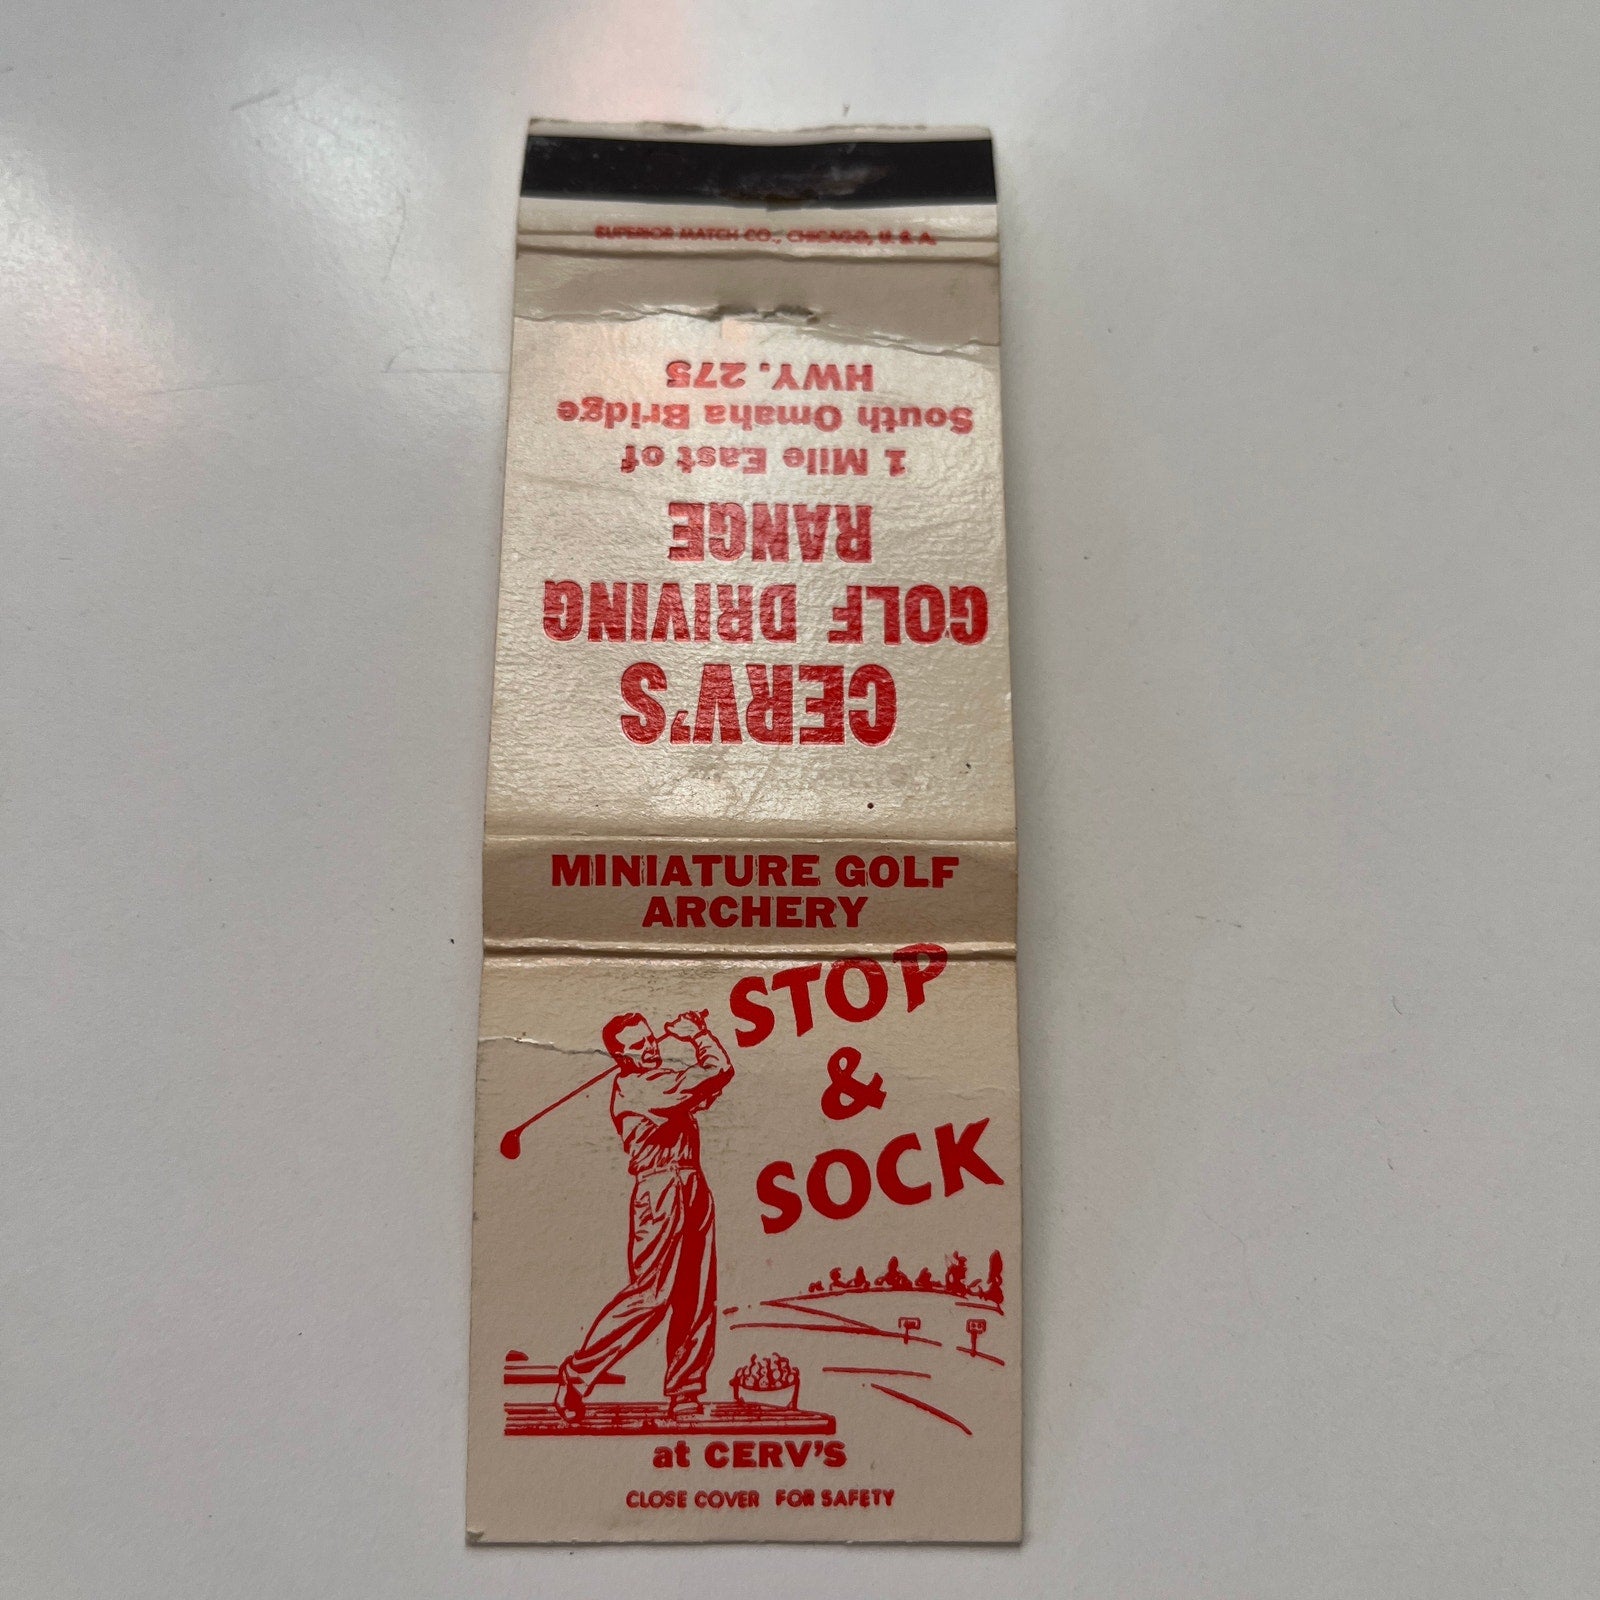 SUPERIOR MATCH CO., CHICAGO, U. S. A.
CERV'S
GOLF DRIVING
RANGE
1 Mile East of
South Omaha Bridge
HWY. 275
MINIATURE GOLF
ARCHERY
STOP
&
SOCK
at CERV'S
CLOSE COVER FOR SAFETY